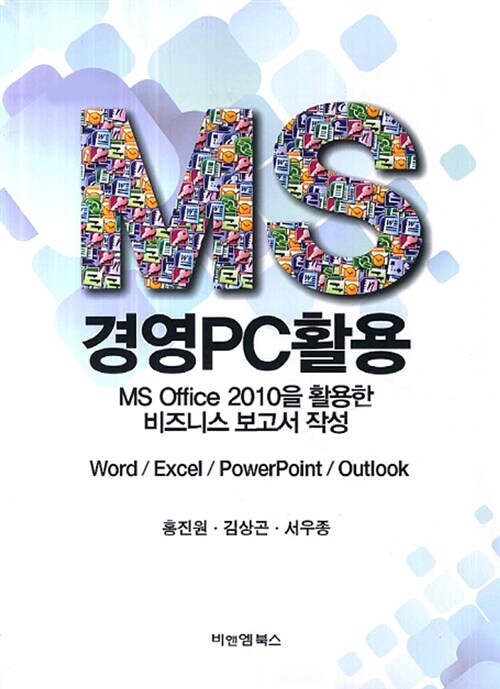 MS
경영PC활용
MS Office 2010을 활용한
비즈니스 보고서 작성
Word / Excel / PowerPoint / Outlook
홍진원 · 김상곤 · 서우종
비앤엠북스